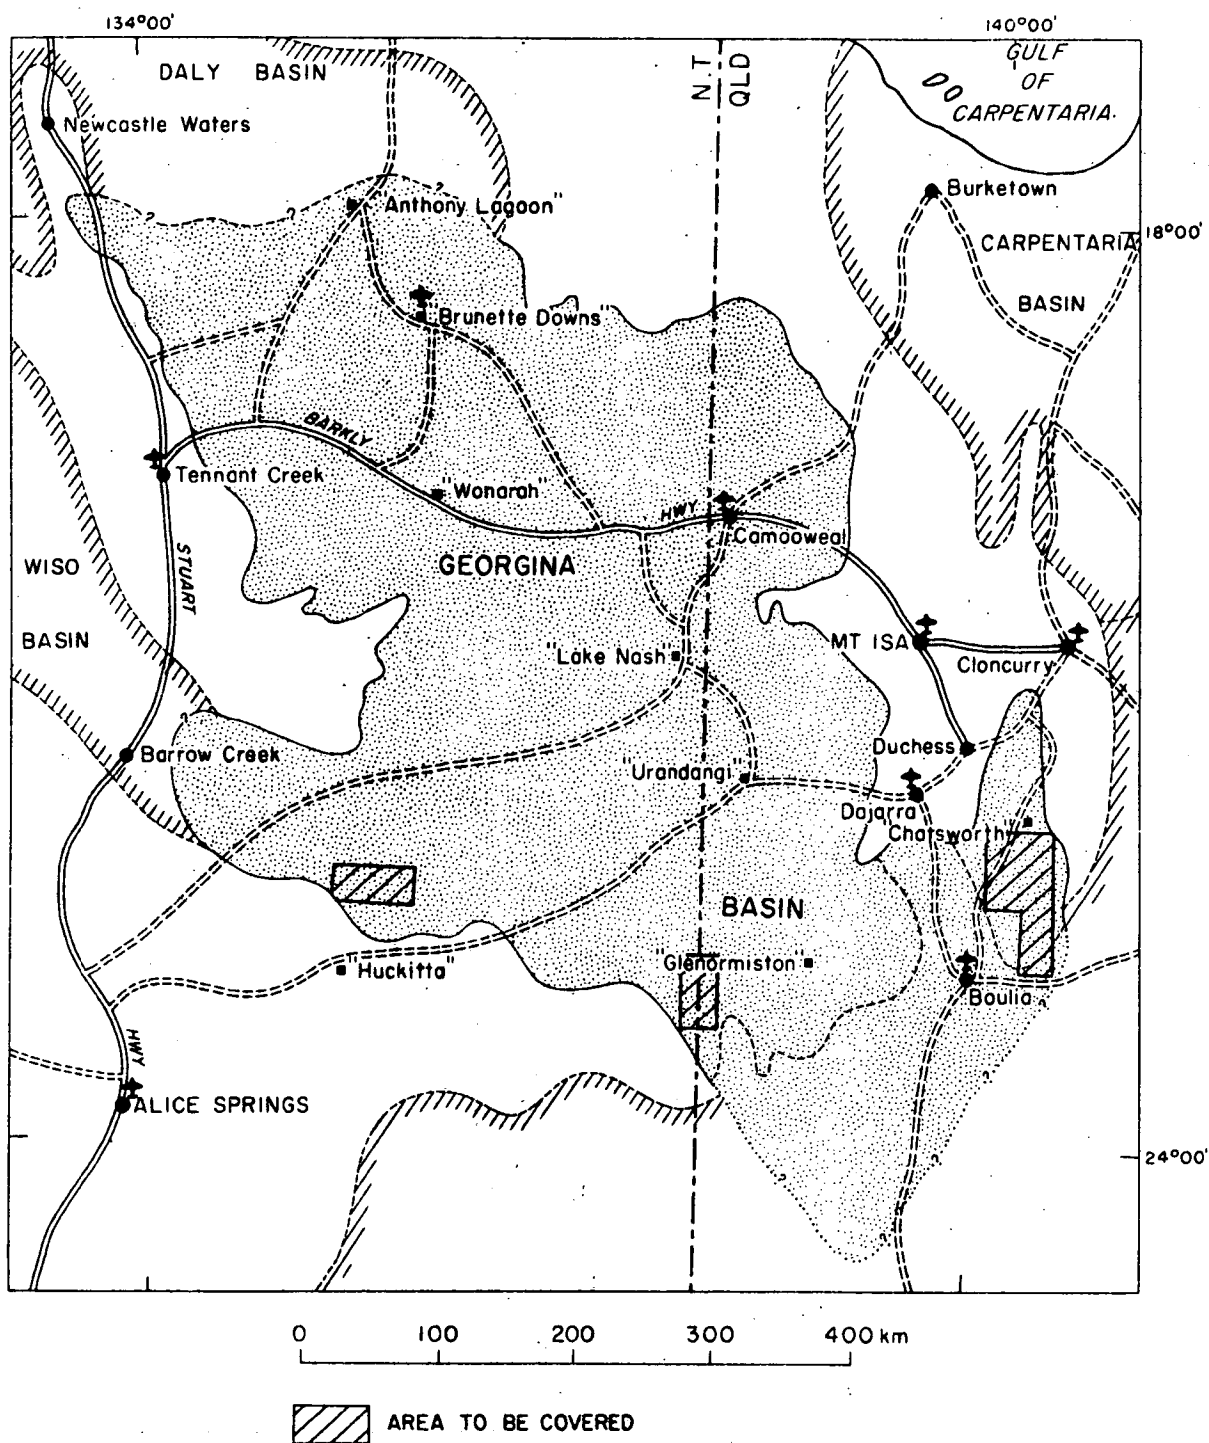 134°00'
140°00'
GULF
OF
CARPENTARIA
DALY BASIN
N.T
QLD
Newcastle Waters
Burketown
"Anthony Lagoon"
CARPENTARIA
18°00'
BASIN
"Brunette Downs"
BARKLY
Tennant Creek
"Wonarah"
HWY
Camooweal
GEORGINA
WISO
STUART
BASIN
MT ISA
"Lake Nash"
Cloncurry
Duchess
Barrow Creek
"Urandangi"
Dajarra
"Chatsworth"
BASIN
"Glenormiston"
"Huckitta"
Boulia
HWY
ALICE SPRINGS
24°00'
0 100 200 300 400 km
AREA TO BE COVERED